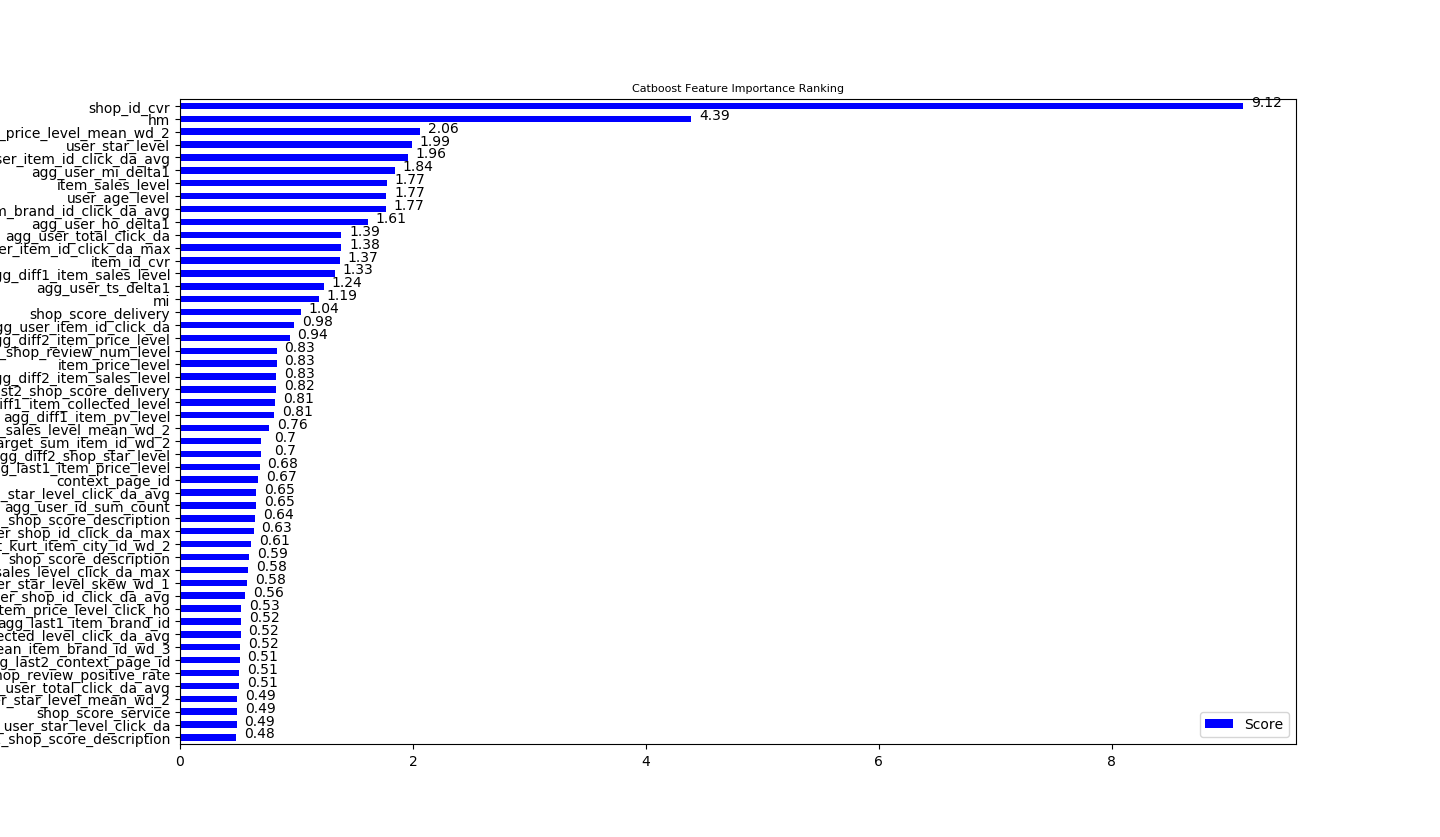 Catboost Feature Importance Ranking
shop_id_cvr 9.12
hm 4.39
_price_level_mean_wd_2 2.06
user_star_level 1.99
ser_item_id_click_da_avg 1.96
agg_user_mi_delta1 1.84
item_sales_level 1.77
user_age_level 1.77
m_brand_id_click_da_avg 1.77
agg_user_ho_delta1 1.61
agg_user_total_click_da 1.39
er_item_id_click_da_max 1.38
item_id_cvr 1.37
gg_diff1_item_sales_level 1.33
agg_user_ts_delta1 1.24
mi 1.19
shop_score_delivery 1.04
gg_user_item_id_click_da 0.98
gg_diff2_item_price_level 0.94
_shop_review_num_level 0.83
item_price_level 0.83
gg_diff2_item_sales_level 0.83
st2_shop_score_delivery 0.82
iff1_item_collected_level 0.81
agg_diff1_item_pv_level 0.81
_sales_level_mean_wd_2 0.76
arget_sum_item_id_wd_2 0.7
gg_diff2_shop_star_level 0.7
g_last1_item_price_level 0.68
context_page_id 0.67
_star_level_click_da_avg 0.65
agg_user_id_sum_count 0.65
_shop_score_description 0.64
er_shop_id_click_da_max 0.63
t_kurt_item_city_id_wd_2 0.61
shop_score_description 0.59
sales_level_click_da_max 0.58
er_star_level_skew_wd_1 0.58
er_shop_id_click_da_avg 0.56
tem_price_level_click_ho 0.53
agg_last1_item_brand_id 0.52
ected_level_click_da_avg 0.52
ean_item_brand_id_wd_3 0.52
g_last2_context_page_id 0.51
hop_review_positive_rate 0.51
_user_total_click_da_avg 0.51
r_star_level_mean_wd_2 0.49
shop_score_service 0.49
_user_star_level_click_da 0.49
_shop_score_description 0.48
Score
0 2 4 6 8